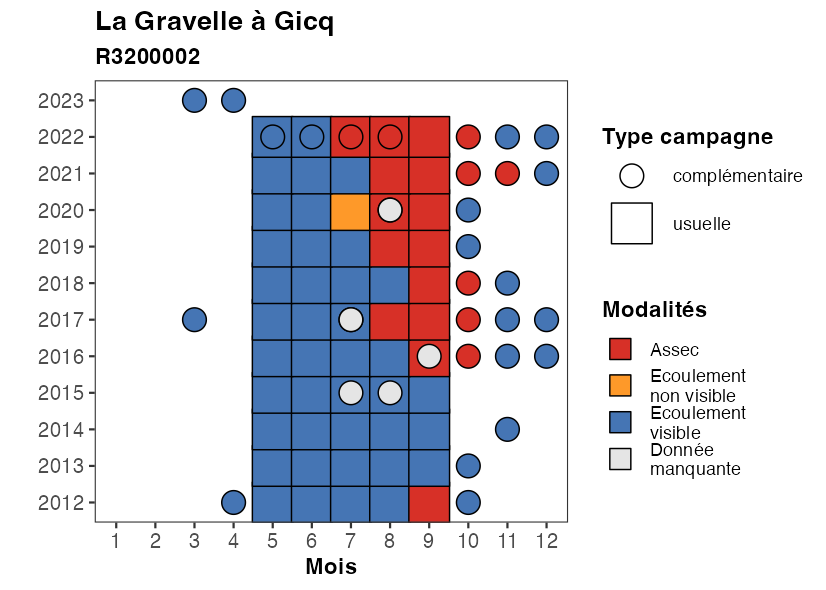 La Gravelle à Gicq
R3200002
2023
2022
2021
2020
2019
2018
2017
2016
2015
2014
2013
2012
1 2 3 4 5 6 7 8 9 10 11 12
Mois
Type campagne
complémentaire
usuelle
Modalités
Assec
Ecoulement
non visible
Ecoulement
visible
Donnée
manquante